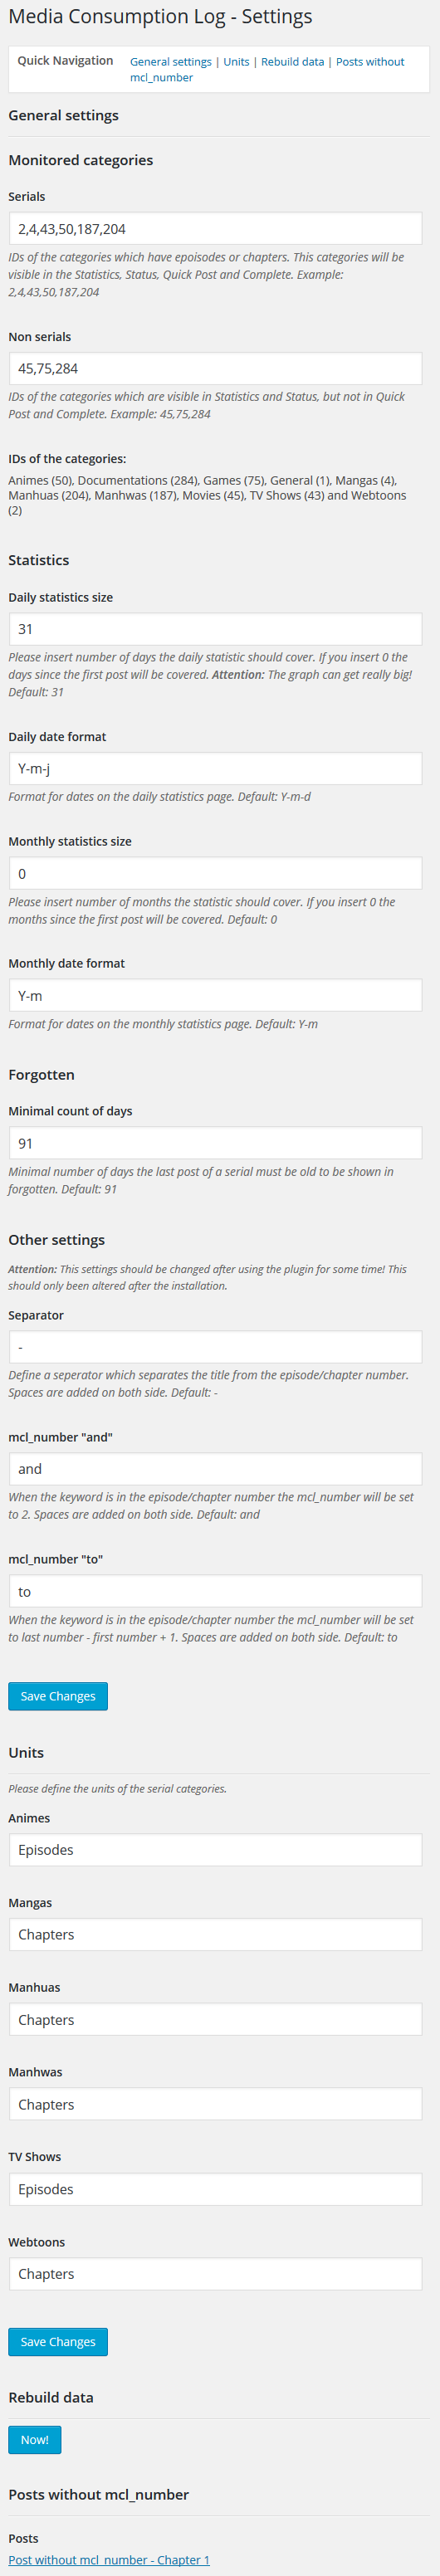 Media Consumption Log - Settings
Quick Navigation
General settings | Units | Rebuild data | Posts without
mcl_number
General settings
Monitored categories
Serials
2,4,43,50,187,204
IDs of the categories which have epoisodes or chapters. This categories will be
visible in the Statistics, Status, Quick Post and Complete. Example:
2,4,43,50,187,204
Non serials
45,75,284
IDs of the categories which are visible in Statistics and Status, but not in Quick
Post and Complete. Example: 45,75,284
IDs of the categories:
Animes (50), Documentations (284), Games (75), General (1), Mangas (4),
Manhuas (204), Manhwas (187), Movies (45), TV Shows (43) and Webtoons
(2)
Statistics
Daily statistics size
31
Please insert number of days the daily statistic should cover. If you insert 0 the
days since the first post will be covered. Attention: The graph can get really big!
Default: 31
Daily date format
Y-m-j
Format for dates on the daily statistics page. Default: Y-m-d
Monthly statistics size
0
Please insert number of months the statistic should cover. If you insert 0 the
months since the first post will be covered. Default: 0
Monthly date format
Y-m
Format for dates on the monthly statistics page. Default: Y-m
Forgotten
Minimal count of days
91
Minimal number of days the last post of a serial must be old to be shown in
forgotten. Default: 91
Other settings
Attention: This settings should be changed after using the plugin for some time! This
should only been altered after the installation.
Separator
-
Define a seperator which separates the title from the episode/chapter number.
Spaces are added on both side. Default: -
mcl_number "and"
and
When the keyword is in the episode/chapter number the mcl_number will be set
to 2. Spaces are added on both side. Default: and
mcl_number "to"
to
When the keyword is in the episode/chapter number the mcl_number will be set
to last number - first number + 1. Spaces are added on both side. Default: to
Save Changes
Units
Please define the units of the serial categories.
Animes
Episodes
Mangas
Chapters
Manhuas
Chapters
Manhwas
Chapters
TV Shows
Episodes
Webtoons
Chapters
Save Changes
Rebuild data
Now!
Posts without mcl_number
Posts
Post without mcl_number - Chapter 1